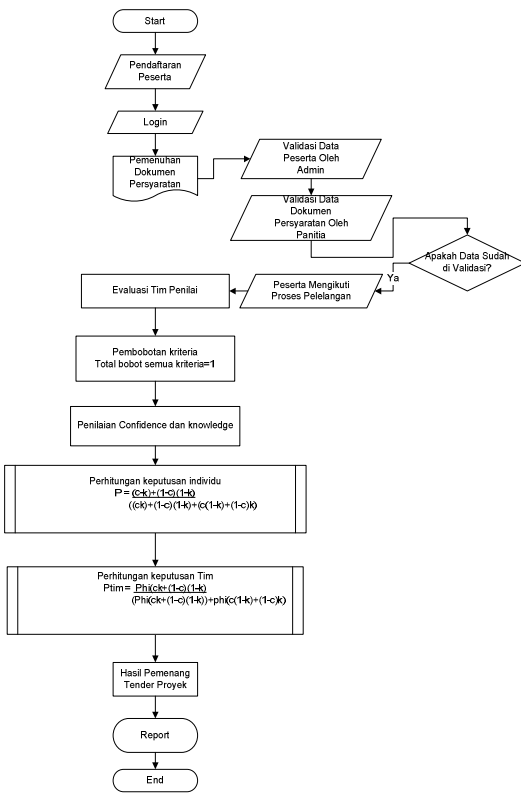 Start
Pendaftaran
Peserta
Login
Pemenuhan
Dokumen
Persyaratan
Validasi Data
Peserta Oleh
Admin
Validasi Data
Dokumen
Persyaratan Oleh
Panitia
Apakah Data Sudah
di Validasi?
Ya
Peserta Mengikuti
Proses Pelelangan
Evaluasi Tim Penilai
Pembobotan kriteria
Total bobot semua kriteria=1
Penilaian Confidence dan knowledge
Perhitungan keputusan individu
P = (c-k)+(1-c)(1-k)
((ck)+(1-c)(1-k)+(c(1-k)+(1-c)k)
Perhitungan keputusan Tim
Ptim = Phi(ck+(1-c)(1-k)
(Phi(ck+(1-c)(1-k))+phi(c(1-k)+(1-c)k)
Hasil Pemenang
Tender Proyek
Report
End